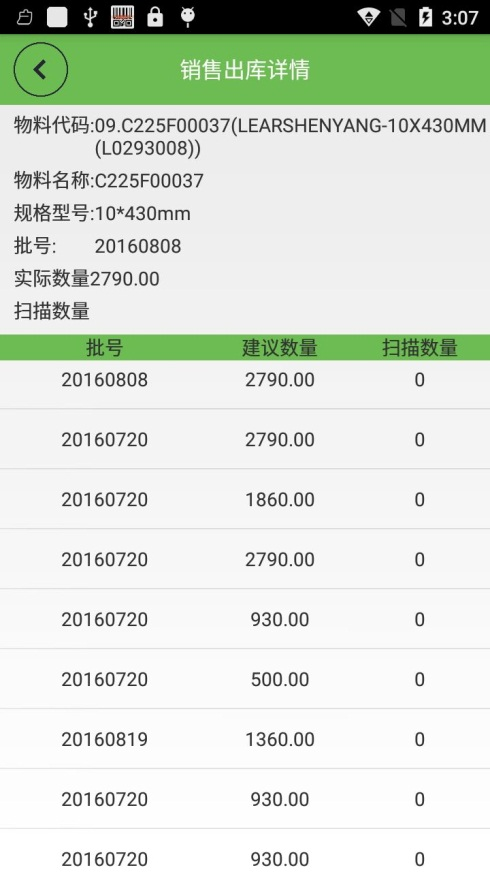 3:07
销售出库详情
物料代码:09.C225F00037(LEARSHENYANG-10X430MM
(L0293008))
物料名称:C225F00037
规格型号:10*430mm
批号: 20160808
实际数量2790.00
扫描数量
批号 建议数量 扫描数量
20160808 2790.00 0
20160720 2790.00 0
20160720 1860.00 0
20160720 2790.00 0
20160720 930.00 0
20160720 500.00 0
20160819 1360.00 0
20160720 930.00 0
20160720 930.00 0